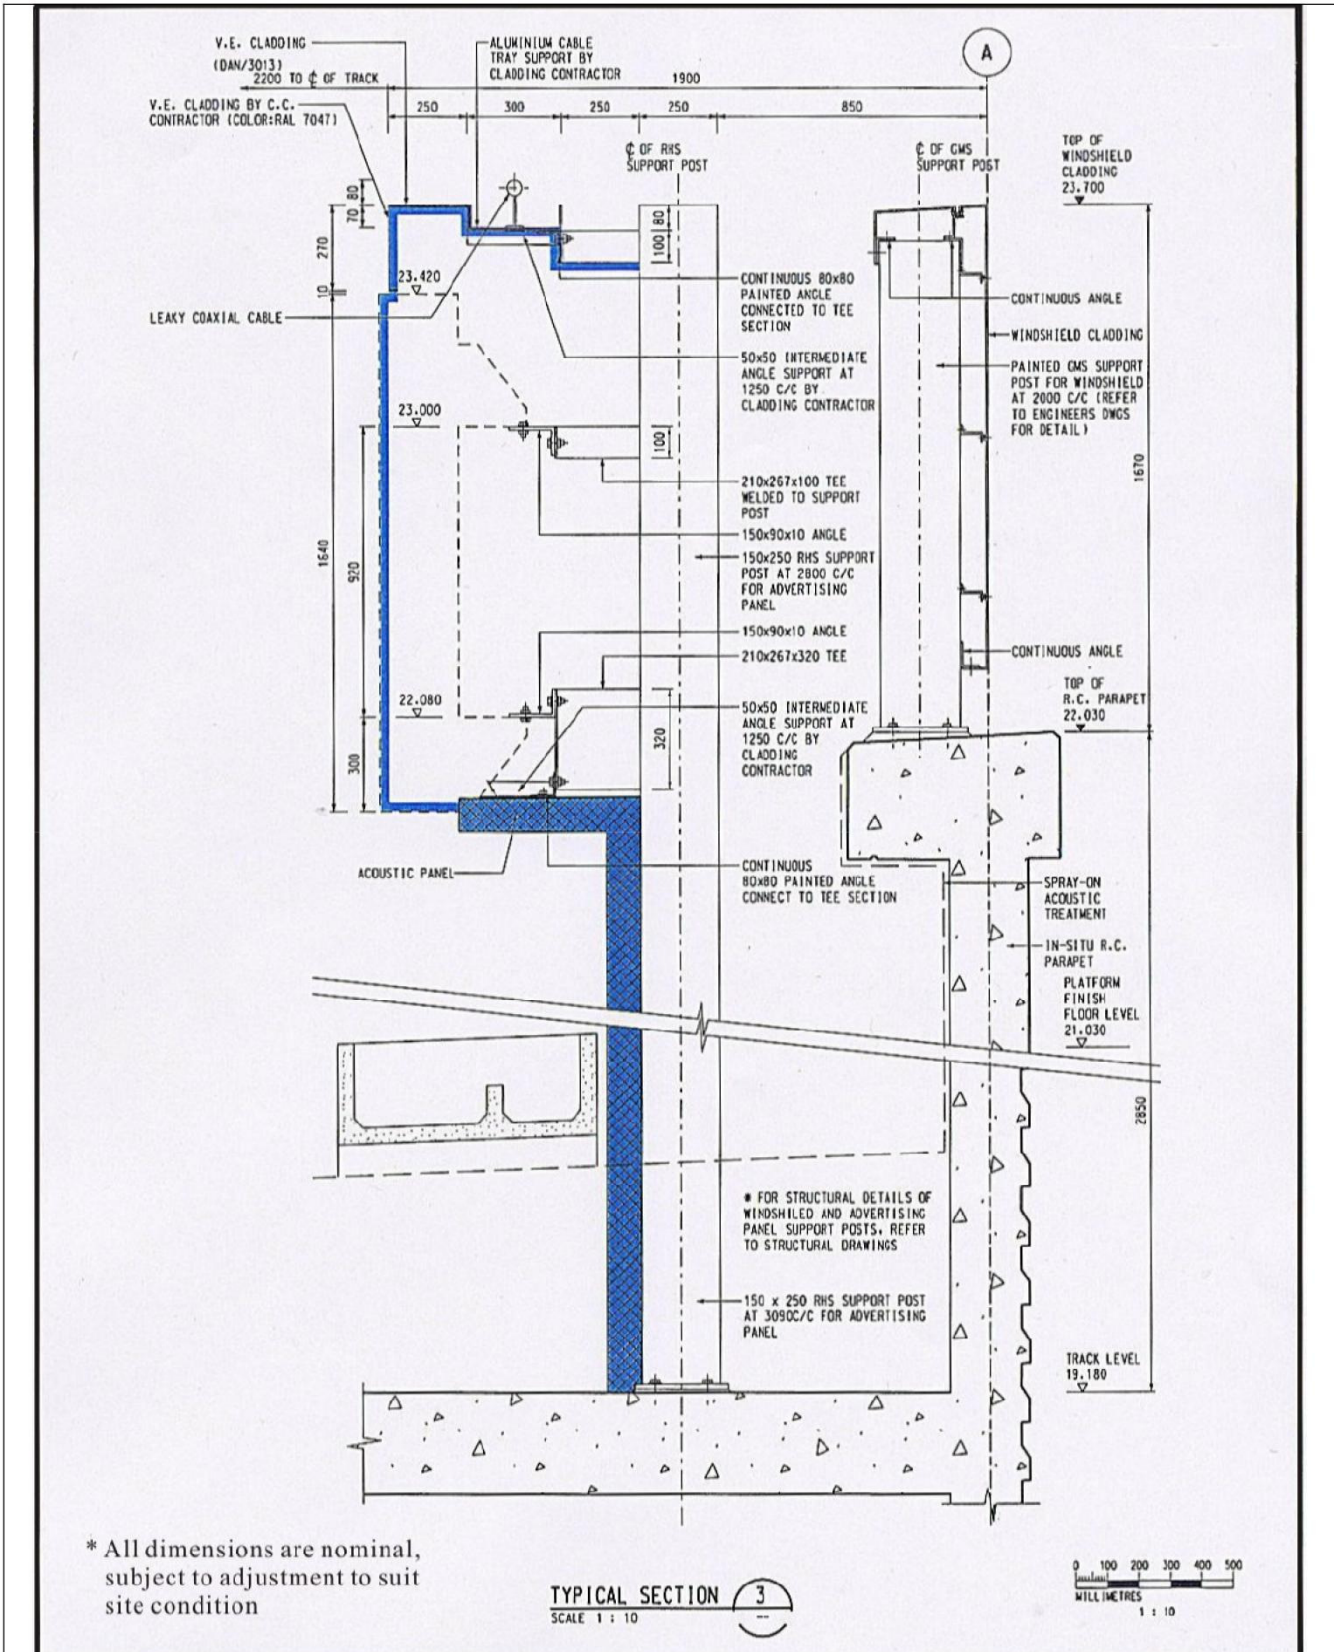 V.E. CLADDING
(DAN/3013)
2200 TO ℄ OF TRACK
V.E. CLADDING BY C.C.
CONTRACTOR (COLOR:RAL 7047)
ALUMINIUM CABLE
TRAY SUPPORT BY
CLADDING CONTRACTOR
1900
A
250
300
250
250
850
℄ OF RHS
SUPPORT POST
℄ OF GMS
SUPPORT POST
TOP OF
WINDSHIELD
CLADDING
23.700
80
70
270
10
80
100
23.420
LEAKY COAXIAL CABLE
CONTINUOUS 80x80
PAINTED ANGLE
CONNECTED TO TEE
SECTION
CONTINUOUS ANGLE
WINDSHIELD CLADDING
50x50 INTERMEDIATE
ANGLE SUPPORT AT
1250 C/C BY
CLADDING CONTRACTOR
PAINTED GMS SUPPORT
POST FOR WINDSHIELD
AT 2000 C/C (REFER
TO ENGINEERS DWGS
FOR DETAIL)
23.000
100
1670
210x267x100 TEE
WELDED TO SUPPORT
POST
150x90x10 ANGLE
1640
920
150x250 RHS SUPPORT
POST AT 2800 C/C
FOR ADVERTISING
PANEL
150x90x10 ANGLE
210x267x320 TEE
CONTINUOUS ANGLE
TOP OF
R.C. PARAPET
22.030
22.080
50x50 INTERMEDIATE
ANGLE SUPPORT AT
1250 C/C BY
CLADDING
CONTRACTOR
300
320
ACOUSTIC PANEL
CONTINUOUS
80x80 PAINTED ANGLE
CONNECT TO TEE SECTION
SPRAY-ON
ACOUSTIC
TREATMENT
IN-SITU R.C.
PARAPET
PLATFORM
FINISH
FLOOR LEVEL
21.030
2850
* FOR STRUCTURAL DETAILS OF
WINDSHILED AND ADVERTISING
PANEL SUPPORT POSTS, REFER
TO STRUCTURAL DRAWINGS
150 x 250 RHS SUPPORT POST
AT 3090C/C FOR ADVERTISING
PANEL
TRACK LEVEL
19.180
* All dimensions are nominal,
subject to adjustment to suit
site condition
TYPICAL SECTION
3
--
SCALE 1 : 10
0 100 200 300 400 500
MILLIMETRES
1 : 10